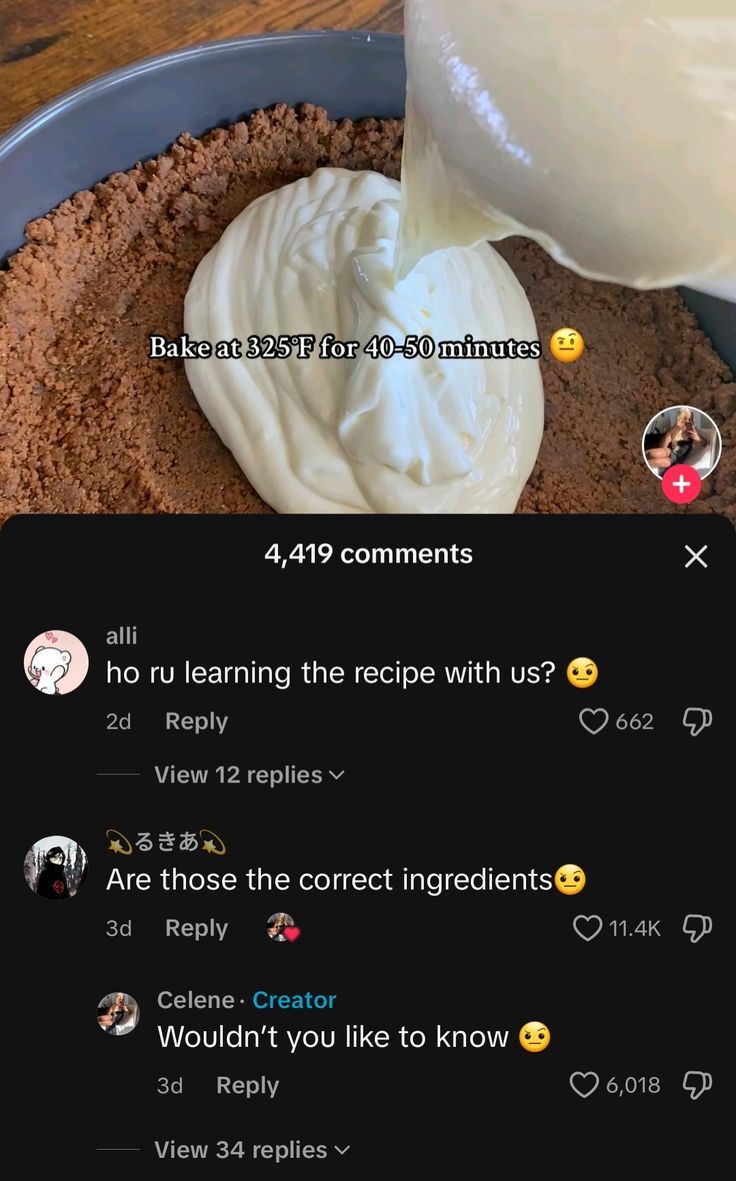 Bake at 325°F for 40-50 minutes 🤨
4,419 comments
alli
ho ru learning the recipe with us? 🤨
2d Reply 662
View 12 replies
💫るきあ💫
Are those the correct ingredients🤨
3d Reply 11.4K
Celene · Creator
Wouldn't you like to know 🤨
3d Reply 6,018
View 34 replies